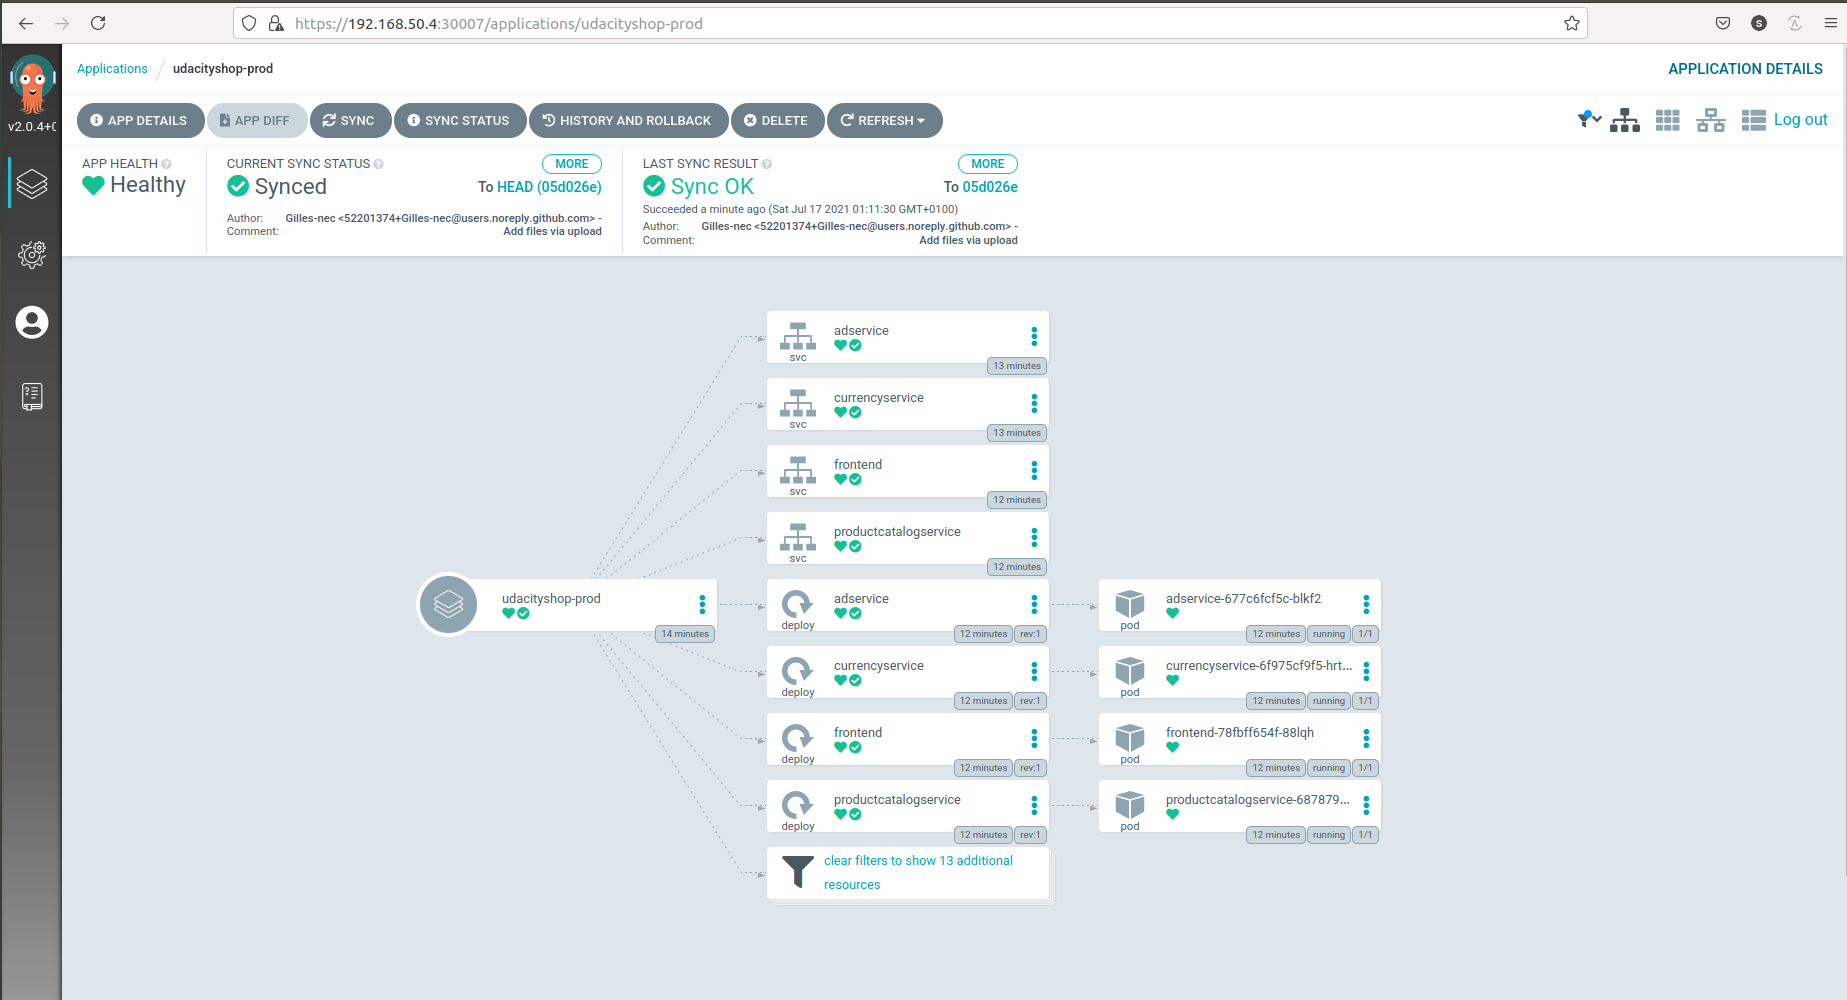 https://192.168.50.4:30007/applications/udacityshop-prod
S
v2.0.4+
Applications / udacityshop-prod
APPLICATION DETAILS
APP DETAILS
APP DIFF
SYNC
SYNC STATUS
HISTORY AND ROLLBACK
DELETE
REFRESH
Log out
APP HEALTH
Healthy
CURRENT SYNC STATUS
MORE
Synced
To HEAD (05d026e)
Author: Gilles-nec <52201374+Gilles-nec@users.noreply.github.com> -
Comment: Add files via upload
LAST SYNC RESULT
MORE
Sync OK
To 05d026e
Succeeded a minute ago (Sat Jul 17 2021 01:11:30 GMT+0100)
Author: Gilles-nec <52201374+Gilles-nec@users.noreply.github.com> -
Comment: Add files via upload
udacityshop-prod
14 minutes
adservice
svc
13 minutes
currencyservice
svc
13 minutes
frontend
svc
12 minutes
productcatalogservice
svc
12 minutes
adservice
deploy
12 minutes rev:1
adservice-677c6fcf5c-blkf2
pod
12 minutes running 1/1
currencyservice
deploy
12 minutes rev:1
currencyservice-6f975cf9f5-hrt...
pod
12 minutes running 1/1
frontend
deploy
12 minutes rev:1
frontend-78fbff654f-88lqh
pod
12 minutes running 1/1
productcatalogservice
deploy
12 minutes rev:1
productcatalogservice-687879...
pod
12 minutes running 1/1
clear filters to show 13 additional
resources